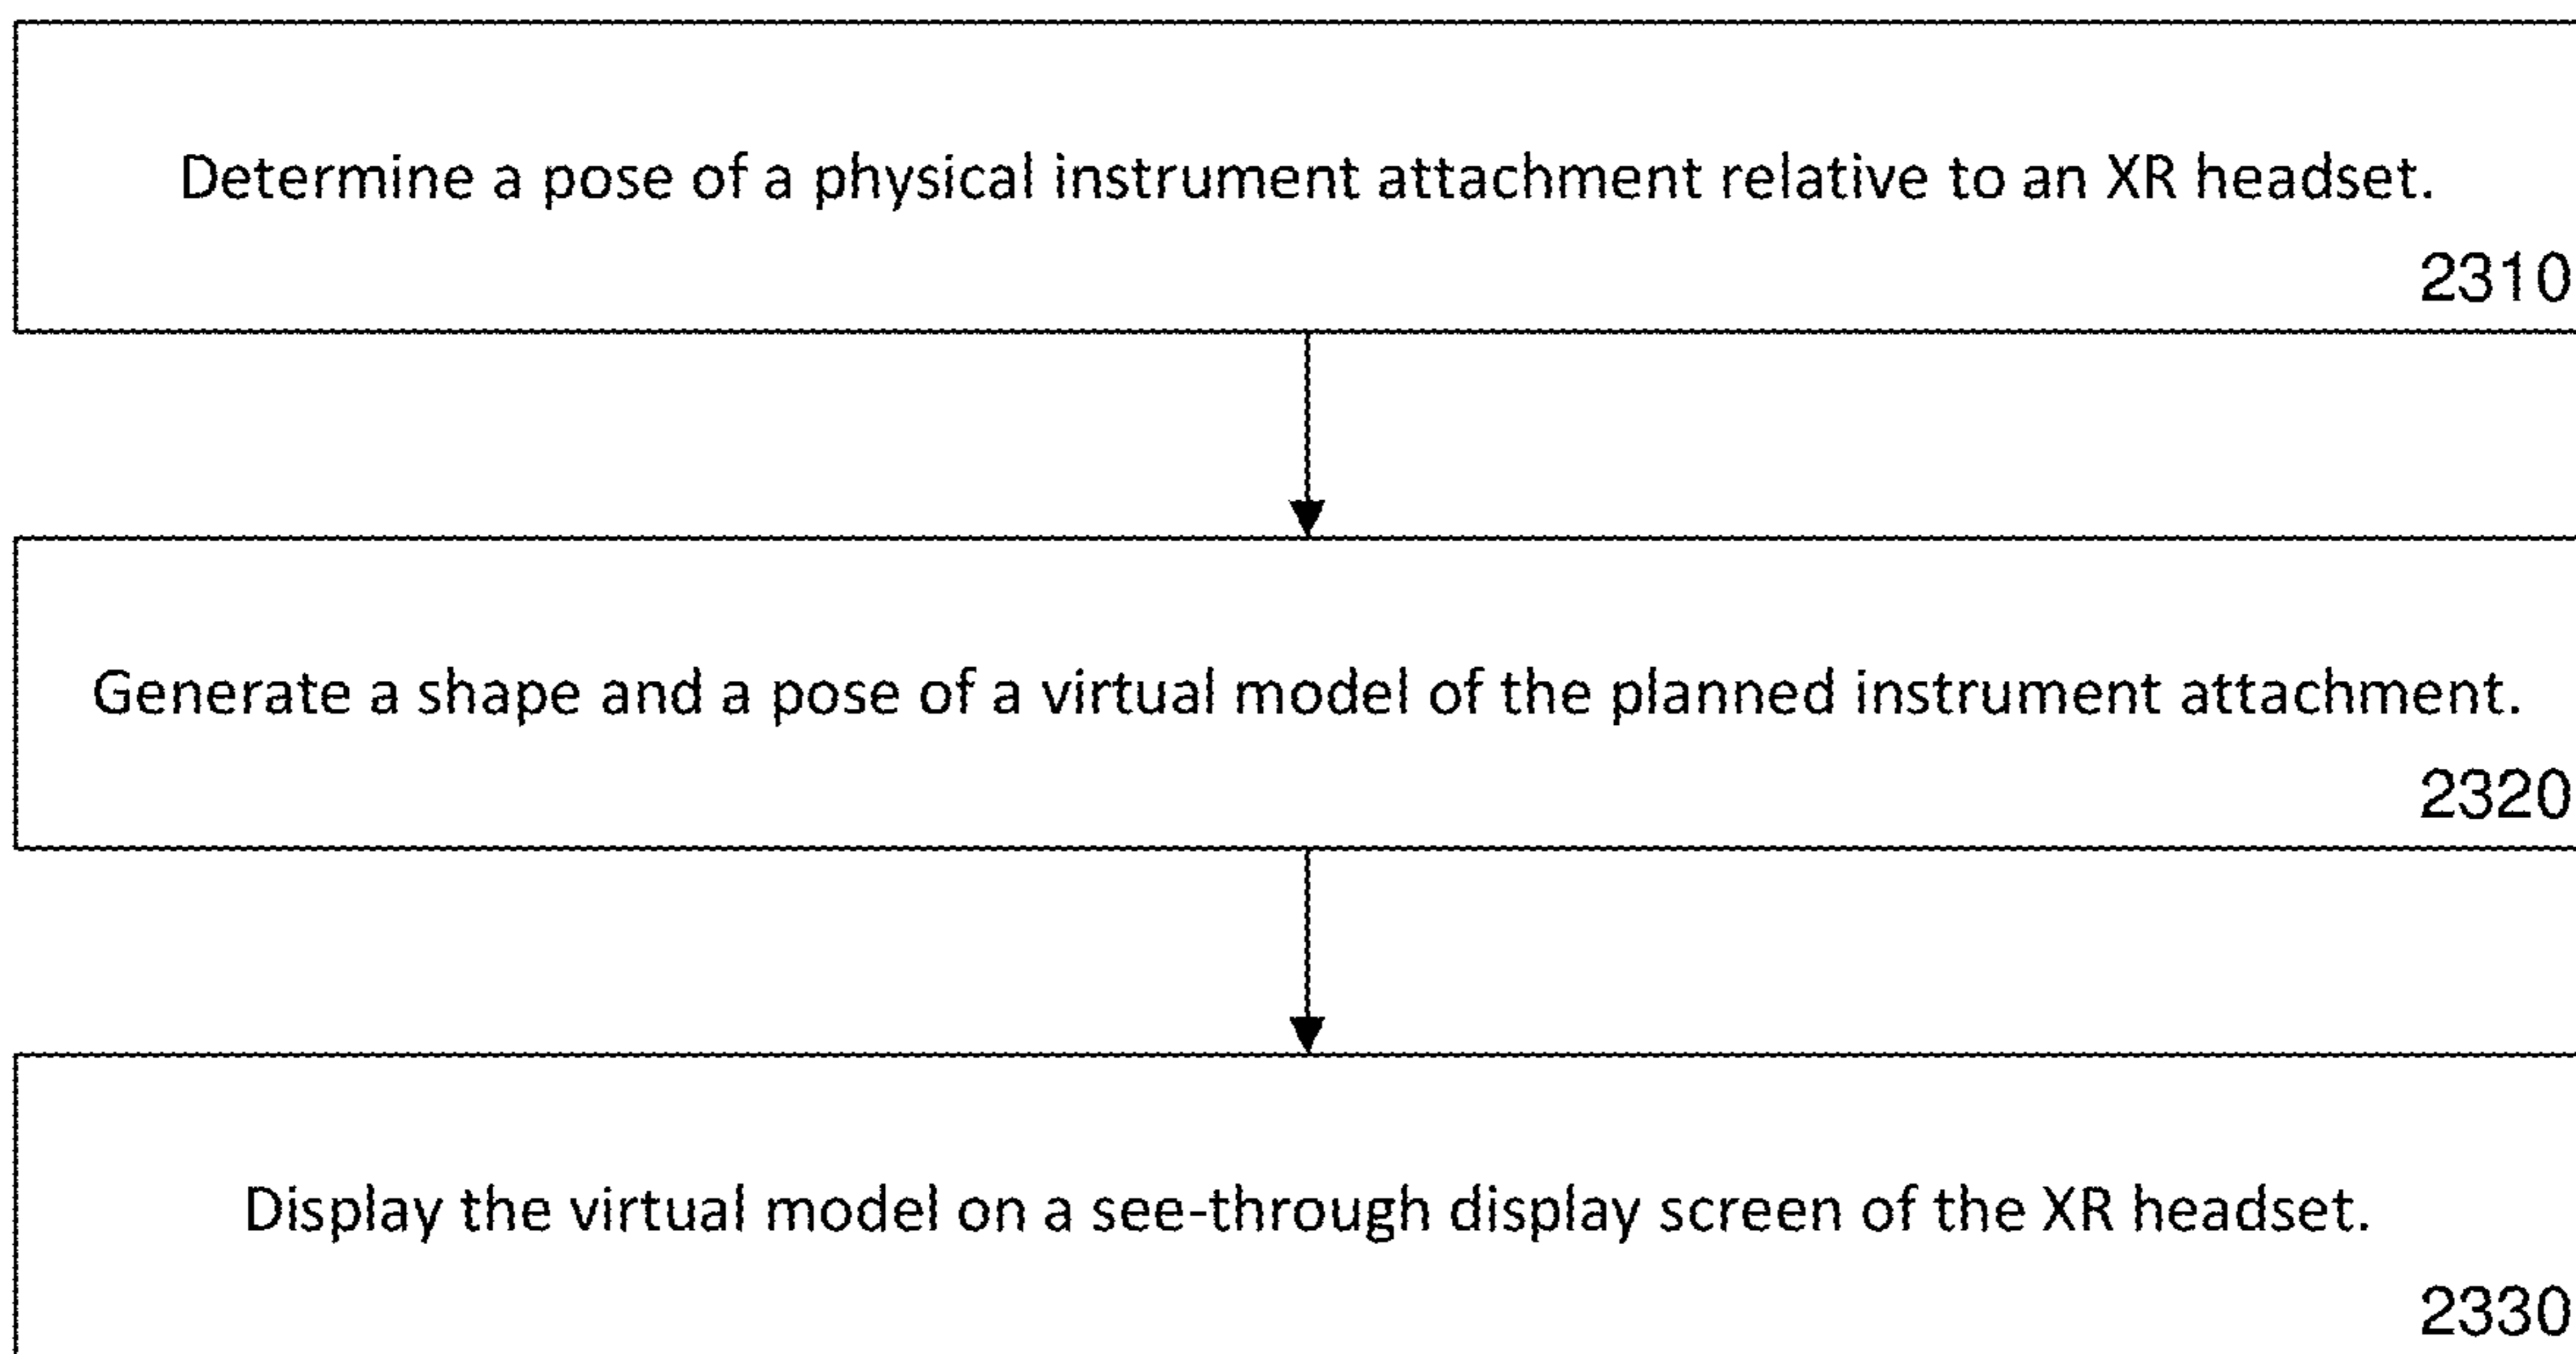 Determine a pose of a physical instrument attachment relative to an XR headset.
2310
Generate a shape and a pose of a virtual model of the planned instrument attachment.
2320
Display the virtual model on a see-through display screen of the XR headset.
2330